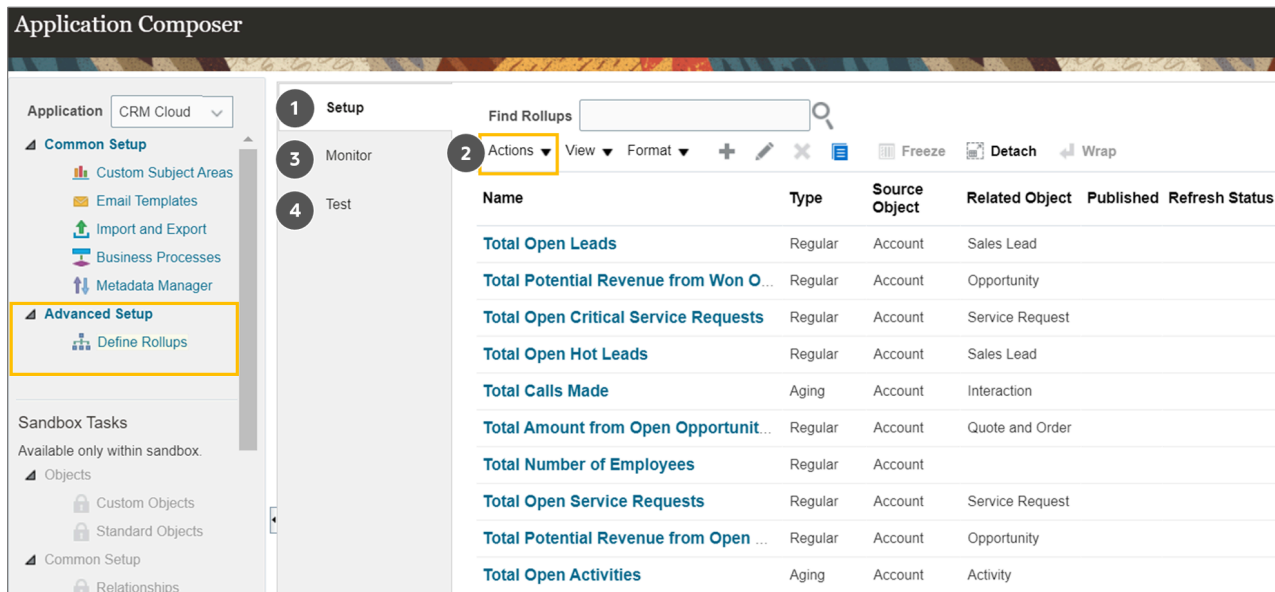 Application Composer
Application CRM Cloud
Common Setup
Custom Subject Areas
Email Templates
Import and Export
Business Processes
Metadata Manager
Advanced Setup
Define Rollups
Sandbox Tasks
Available only within sandbox.
Objects
Custom Objects
Standard Objects
Common Setup
Relationships
1 Setup
3 Monitor
4 Test
Find Rollups
2 Actions View Format Freeze Detach Wrap
Name Type Source Object Related Object Published Refresh Status
Total Open Leads Regular Account Sales Lead
Total Potential Revenue from Won O... Regular Account Opportunity
Total Open Critical Service Requests Regular Account Service Request
Total Open Hot Leads Regular Account Sales Lead
Total Calls Made Aging Account Interaction
Total Amount from Open Opportunit... Regular Account Quote and Order
Total Number of Employees Regular Account
Total Open Service Requests Regular Account Service Request
Total Potential Revenue from Open ... Regular Account Opportunity
Total Open Activities Aging Account Activity